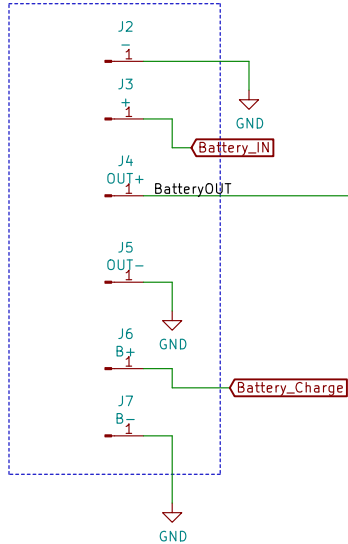 J2
-
1
GND
J3
+
1
Battery_IN
J4
OUT+
1
BatteryOUT
J5
OUT-
1
GND
J6
B+
1
Battery_Charge
J7
B-
1
GND